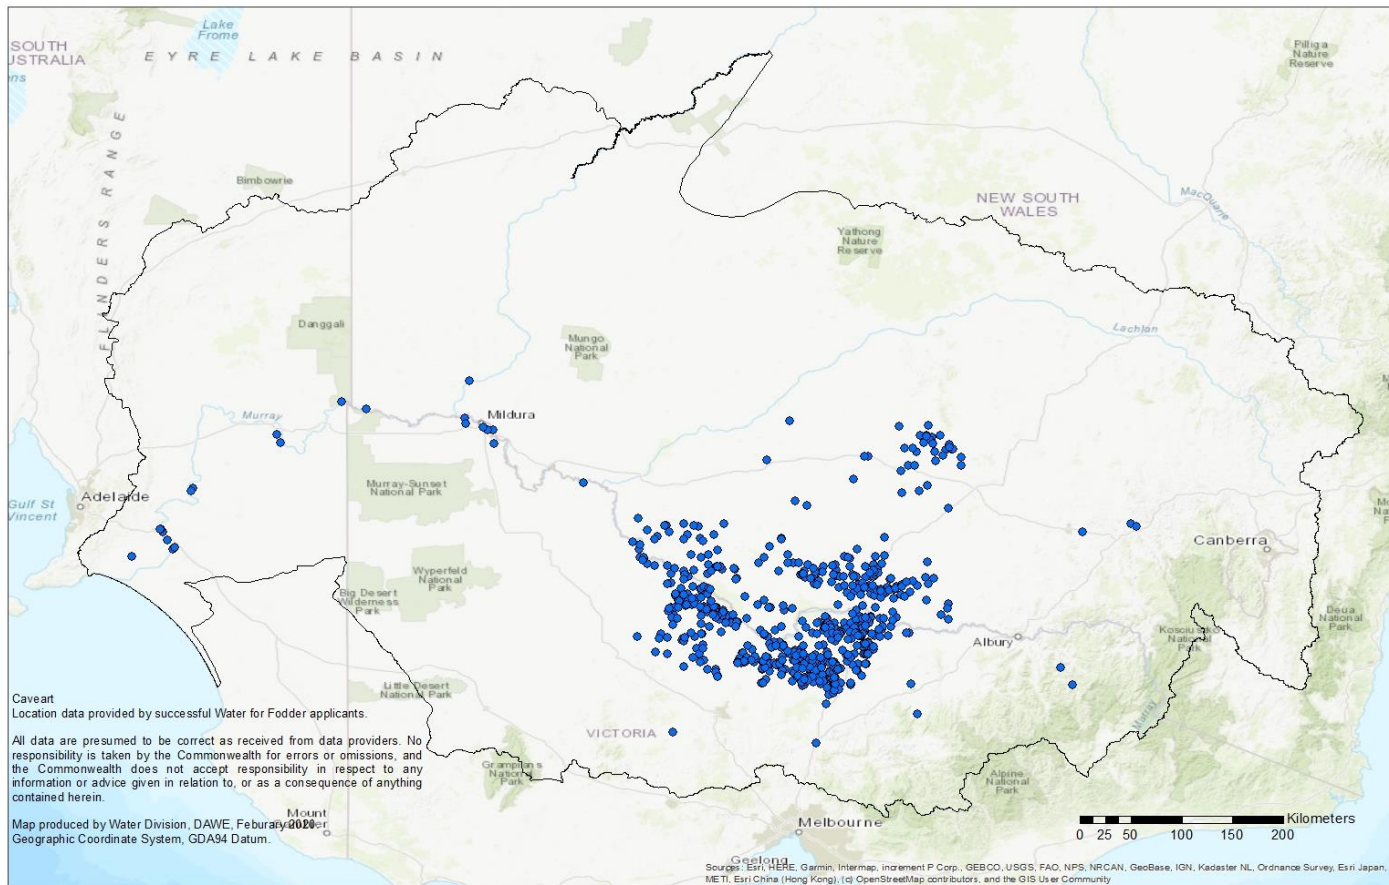 Lake
Frome
SOUTH
USTRALIA
EYRE LAKE BASIN
Pilliga
Nature
Reserve
FLINDERS RANGE
Bimbowrie
NEW SOUTH
WALES
Macquarie
Yathong
Nature
Reserve
Danggali
Mungo
National
Park
Lachlan
Murray
Mildura
Adelaide
Gulf St
Vincent
Murray-Sunset
National Park
Canberra
Wyperfeld
National
Park
Big Desert
Wilderness
Park
Deua
National
Park
Albury
Kosciusko
National
Park
Little Desert
National Park
Murray
VICTORIA
Caveart
Location data provided by successful Water for Fodder applicants.
All data are presumed to be correct as received from data providers. No
responsibility is taken by the Commonwealth for errors or omissions, and
the Commonwealth does not accept responsibility in respect to any
information or advice given in relation to, or as a consequence of anything
contained herein.
Map produced by Water Division, DAWE, Feburary 2020.
Geographic Coordinate System, GDA94 Datum.
Grampians
National
Park
Alpine
National
Park
Mount
Melbourne
Geelong
Kilometers
0 25 50 100 150 200
Sources: Esri, HERE, Garmin, Intermap, increment P Corp., GEBCO, USGS, FAO, NPS, NRCAN, GeoBase, IGN, Kadaster NL, Ordnance Survey, Esri Japan,
METI, Esri China (Hong Kong), (c) OpenStreetMap contributors, and the GIS User Community